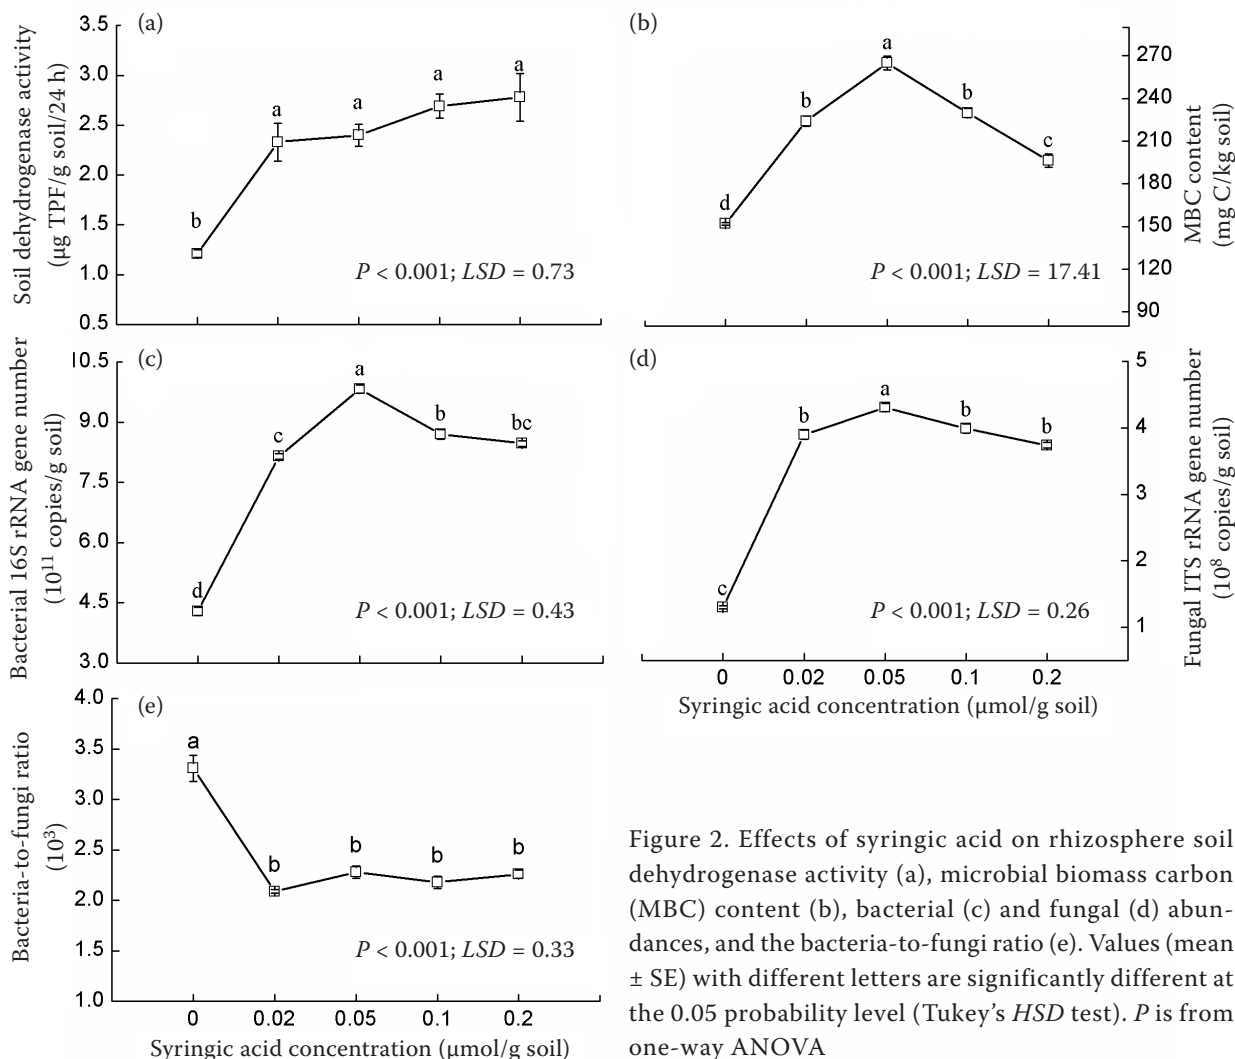 (a)
3.5
3.0
2.5
2.0
1.5
1.0
0.5
Soil dehydrogenase activity
(µg TPF/g soil/24 h)
b
a
a
a
a
P < 0.001; LSD = 0.73
(b)
270
240
210
180
150
120
90
MBC content
(mg C/kg soil)
d
b
a
b
c
P < 0.001; LSD = 17.41
(c)
10.5
9.0
7.5
6.0
4.5
3.0
Bacterial 16S rRNA gene number
(10¹¹ copies/g soil)
d
c
a
b
bc
P < 0.001; LSD = 0.43
(d)
5
4
3
2
1
Fungal ITS rRNA gene number
(10⁸ copies/g soil)
c
b
a
b
b
P < 0.001; LSD = 0.26
0 0.02 0.05 0.1 0.2
Syringic acid concentration (µmol/g soil)
(e)
4.0
3.5
3.0
2.5
2.0
1.5
1.0
Bacteria-to-fungi ratio
(10³)
a
b
b
b
b
P < 0.001; LSD = 0.33
0 0.02 0.05 0.1 0.2
Syringic acid concentration (µmol/g soil)
Figure 2. Effects of syringic acid on rhizosphere soil
dehydrogenase activity (a), microbial biomass carbon
(MBC) content (b), bacterial (c) and fungal (d) abun-
dances, and the bacteria-to-fungi ratio (e). Values (mean
± SE) with different letters are significantly different at
the 0.05 probability level (Tukey's HSD test). P is from
one-way ANOVA